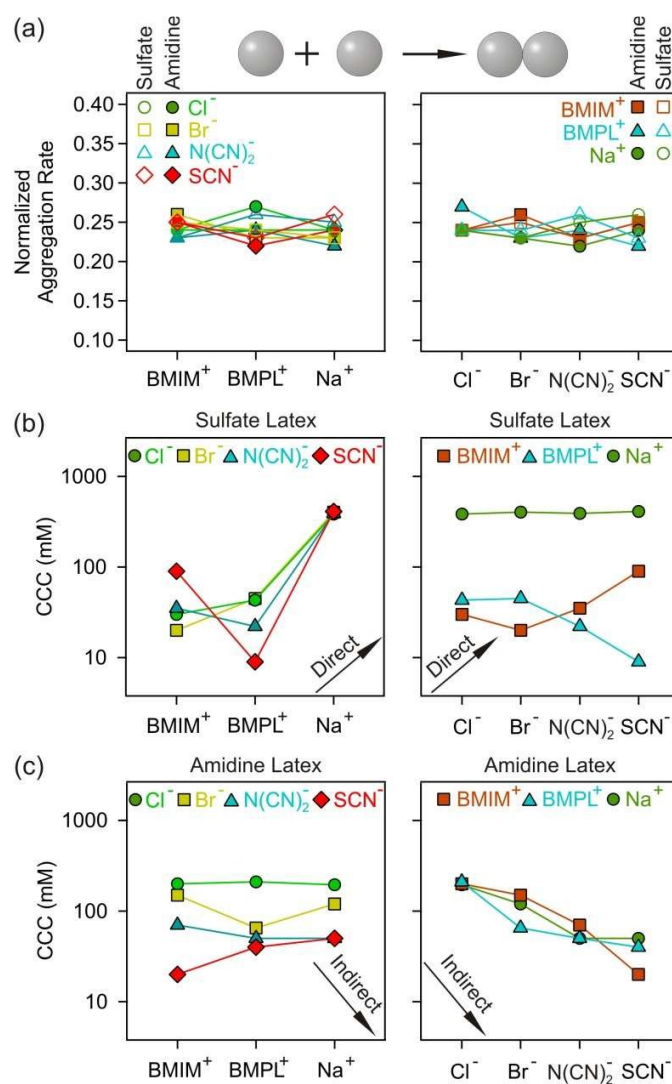 (a)
Sulfate
Amidine
+
Amidine
Sulfate
Normalized
Aggregation Rate
0.40
0.35
0.30
0.25
0.20
0.15
0.10
Cl⁻
Br⁻
N(CN)₂⁻
SCN⁻
BMIM⁺
BMPL⁺
Na⁺
BMIM⁺ BMPL⁺ Na⁺
Cl⁻ Br⁻ N(CN)₂⁻ SCN⁻
(b)
Sulfate Latex
Sulfate Latex
Cl⁻ Br⁻ N(CN)₂⁻ SCN⁻
BMIM⁺ BMPL⁺ Na⁺
CCC (mM)
1000
100
10
Direct
Direct
BMIM⁺ BMPL⁺ Na⁺
Cl⁻ Br⁻ N(CN)₂⁻ SCN⁻
(c)
Amidine Latex
Amidine Latex
Cl⁻ Br⁻ N(CN)₂⁻ SCN⁻
BMIM⁺ BMPL⁺ Na⁺
CCC (mM)
1000
100
10
Indirect
Indirect
BMIM⁺ BMPL⁺ Na⁺
Cl⁻ Br⁻ N(CN)₂⁻ SCN⁻